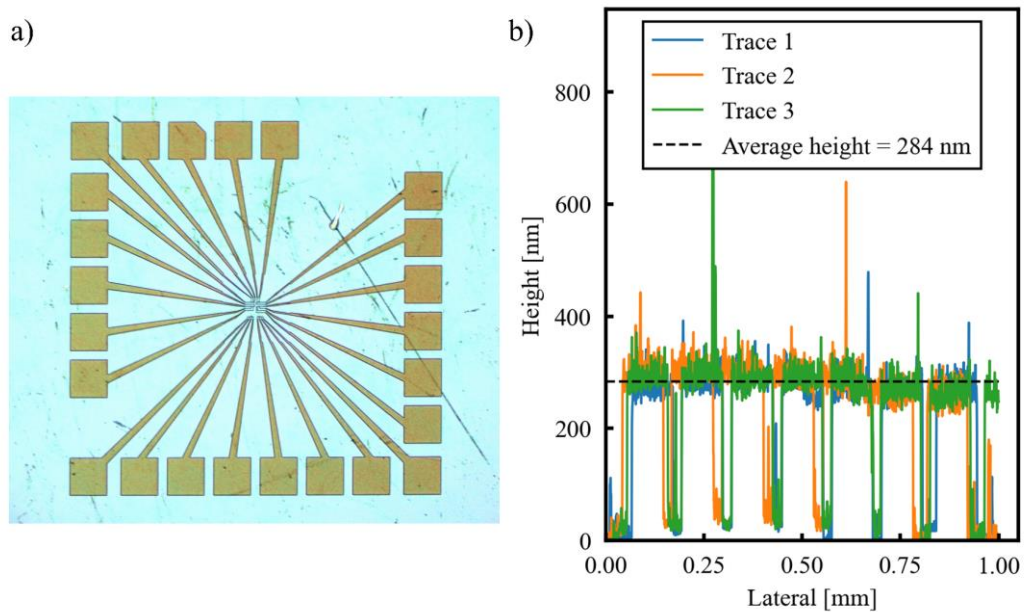 a)
b)
Trace 1
Trace 2
Trace 3
Average height = 284 nm
Height [nm]
800
600
400
200
0
0.00 0.25 0.50 0.75 1.00
Lateral [mm]